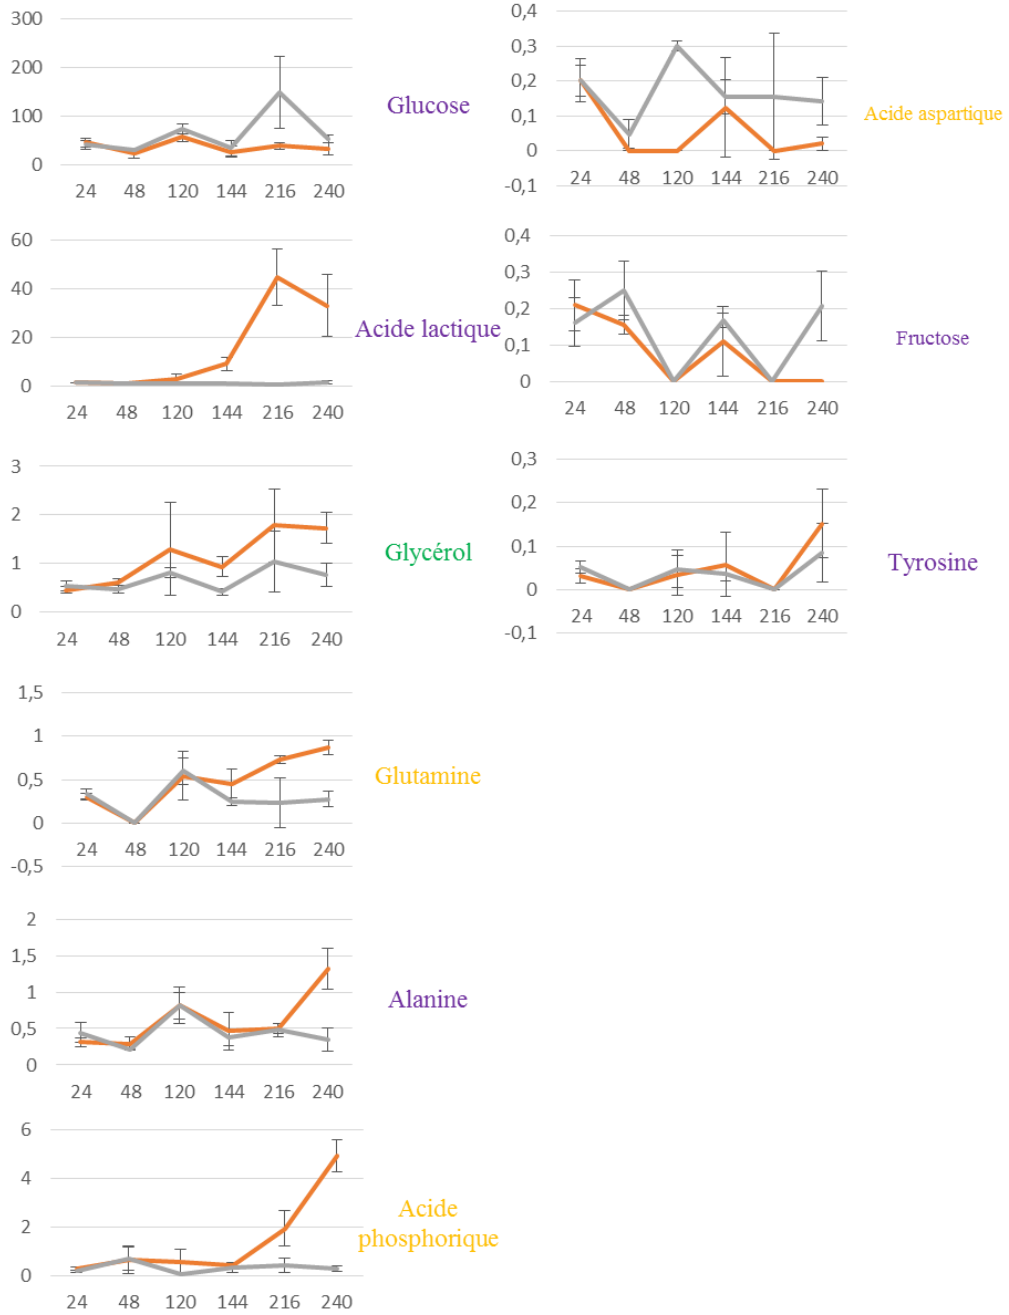 300
200
100
0
24 48 120 144 216 240
Glucose
60
40
20
0
24 48 120 144 216 240
Acide lactique
3
2
1
0
24 48 120 144 216 240
Glycérol
1,5
1
0,5
0
-0,5
24 48 120 144 216 240
Glutamine
2
1,5
1
0,5
0
24 48 120 144 216 240
Alanine
6
4
2
0
24 48 120 144 216 240
Acide
phosphorique
0,4
0,3
0,2
0,1
0
-0,1
24 48 120 144 216 240
Acide aspartique
0,4
0,3
0,2
0,1
0
24 48 120 144 216 240
Fructose
0,3
0,2
0,1
0
-0,1
24 48 120 144 216 240
Tyrosine